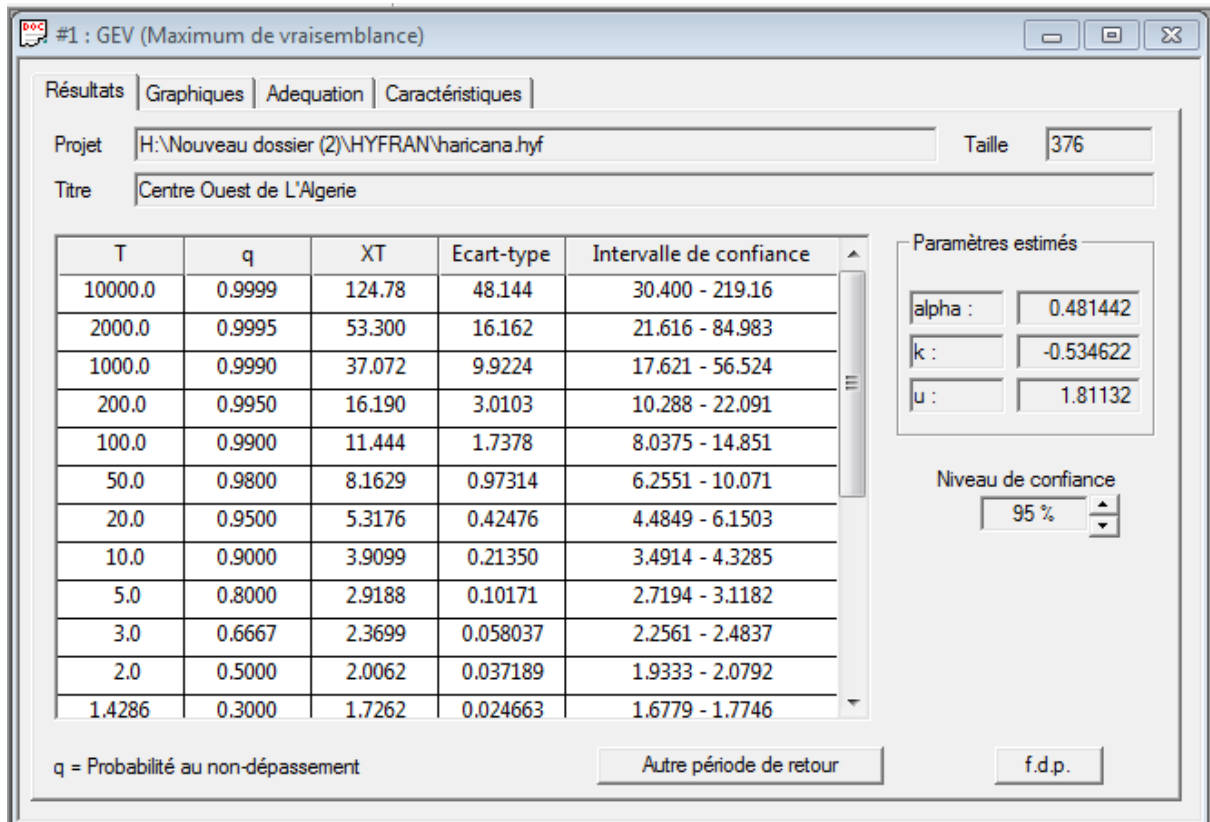 #1 : GEV (Maximum de vraisemblance)
Résultats Graphiques Adequation Caractéristiques
Projet H:\Nouveau dossier (2)\HYFRAN\haricana.hyf Taille 376
Titre Centre Ouest de L'Algerie
T q XT Ecart-type Intervalle de confiance
10000.0 0.9999 124.78 48.144 30.400 - 219.16
2000.0 0.9995 53.300 16.162 21.616 - 84.983
1000.0 0.9990 37.072 9.9224 17.621 - 56.524
200.0 0.9950 16.190 3.0103 10.288 - 22.091
100.0 0.9900 11.444 1.7378 8.0375 - 14.851
50.0 0.9800 8.1629 0.97314 6.2551 - 10.071
20.0 0.9500 5.3176 0.42476 4.4849 - 6.1503
10.0 0.9000 3.9099 0.21350 3.4914 - 4.3285
5.0 0.8000 2.9188 0.10171 2.7194 - 3.1182
3.0 0.6667 2.3699 0.058037 2.2561 - 2.4837
2.0 0.5000 2.0062 0.037189 1.9333 - 2.0792
1.4286 0.3000 1.7262 0.024663 1.6779 - 1.7746
Paramètres estimés
alpha : 0.481442
k : -0.534622
u : 1.81132
Niveau de confiance
95 %
q = Probabilité au non-dépassement
Autre période de retour
f.d.p.